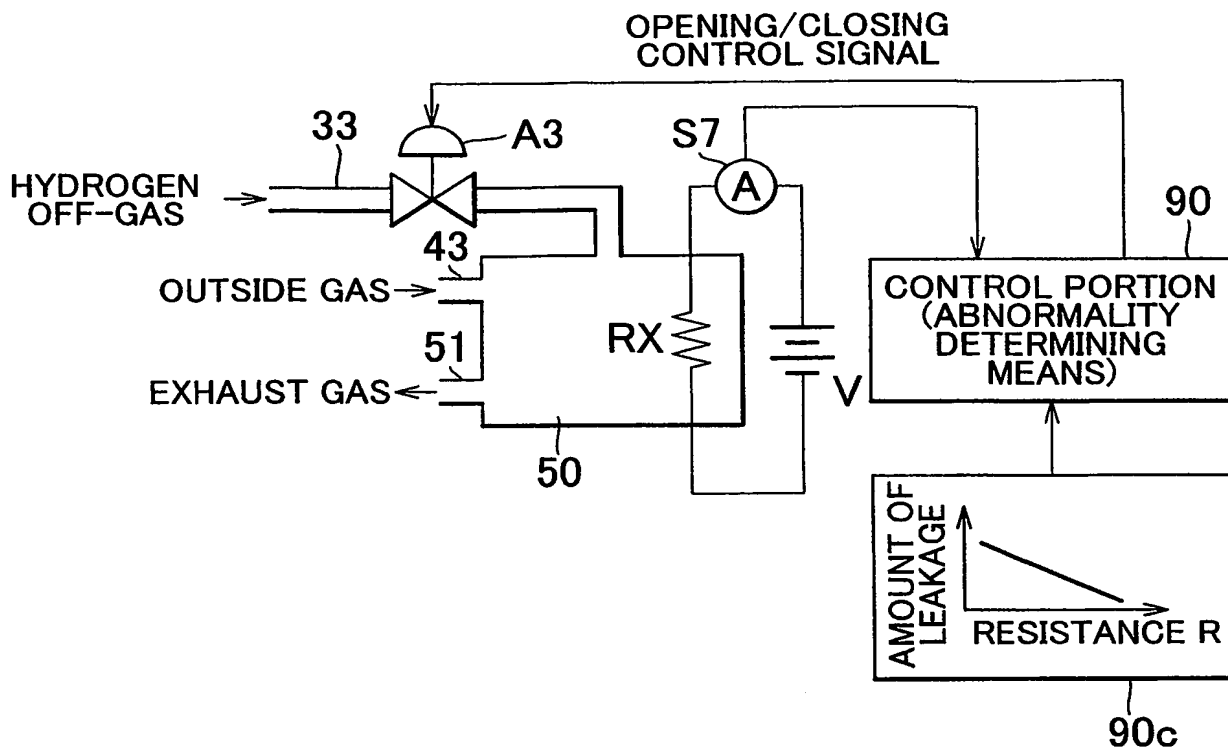 OPENING/CLOSING
CONTROL SIGNAL
33
A3
S7
A
HYDROGEN
OFF-GAS
43
90
OUTSIDE GAS
CONTROL PORTION
(ABNORMALITY
DETERMINING
MEANS)
RX
51
EXHAUST GAS
V
50
AMOUNT OF
LEAKAGE
RESISTANCE R
90c